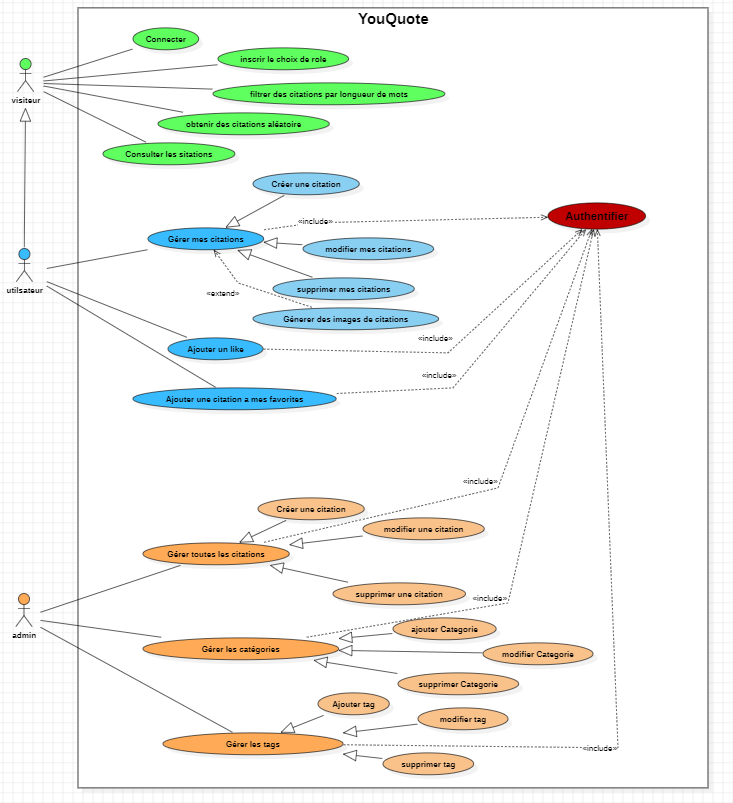 YouQuote
Connecter
inscrir le choix de role
visiteur
filtrer des citations par longueur de mots
obtenir des citations aléatoire
Consulter les sitations
Créer une citation
«include»
Authentifier
Gérer mes citations
modifier mes citations
utilsateur
supprimer mes citations
«extend»
Génerer des images de citations
«include»
Ajouter un like
«include»
Ajouter une citation a mes favorites
«include»
Créer une citation
modifier une citation
Gérer toutes les citations
supprimer une citation
«include»
admin
ajouter Categorie
Gérer les catégories
modifier Categorie
supprimer Categorie
Ajouter tag
modifier tag
Gérer les tags
«include»
supprimer tag